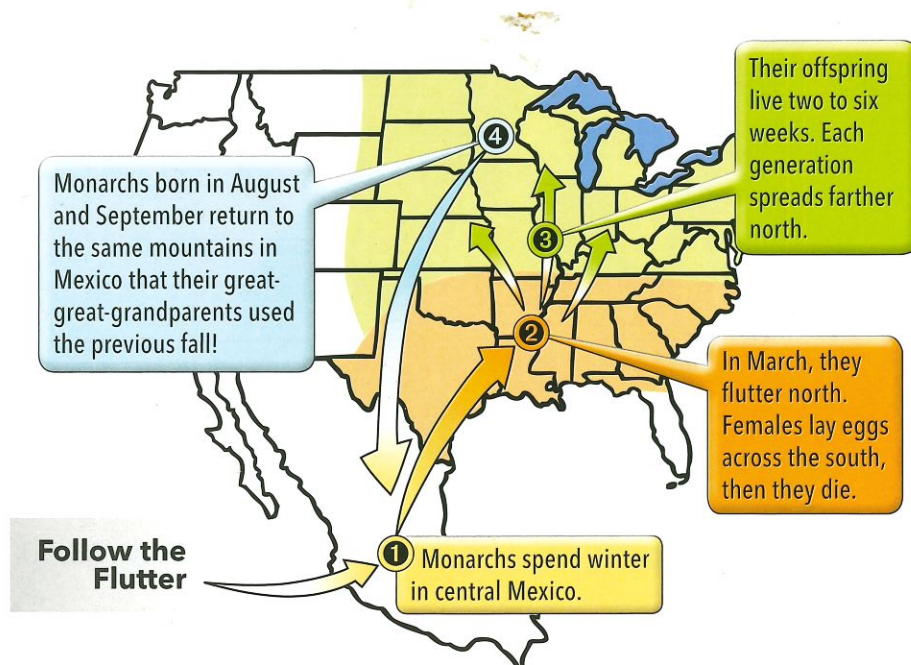 Follow the
Flutter
1
Monarchs spend winter
in central Mexico.
2
In March, they
flutter north.
Females lay eggs
across the south,
then they die.
3
Their offspring
live two to six
weeks. Each
generation
spreads farther
north.
4
Monarchs born in August
and September return to
the same mountains in
Mexico that their great-
great-grandparents used
the previous fall!